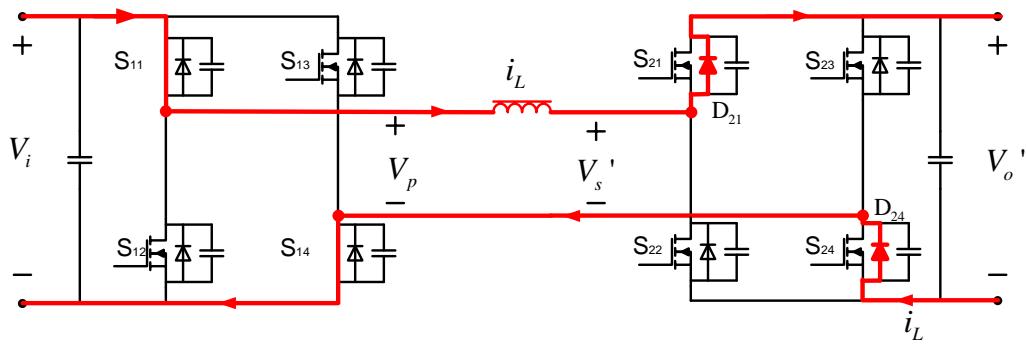 + S₁₁ S₁₃ i_L S₂₁ S₂₃ +
D₂₁
V_i + V_p − + V_s' − V_o'
D₂₄
− S₁₂ S₁₄ S₂₂ S₂₄ −
i_L